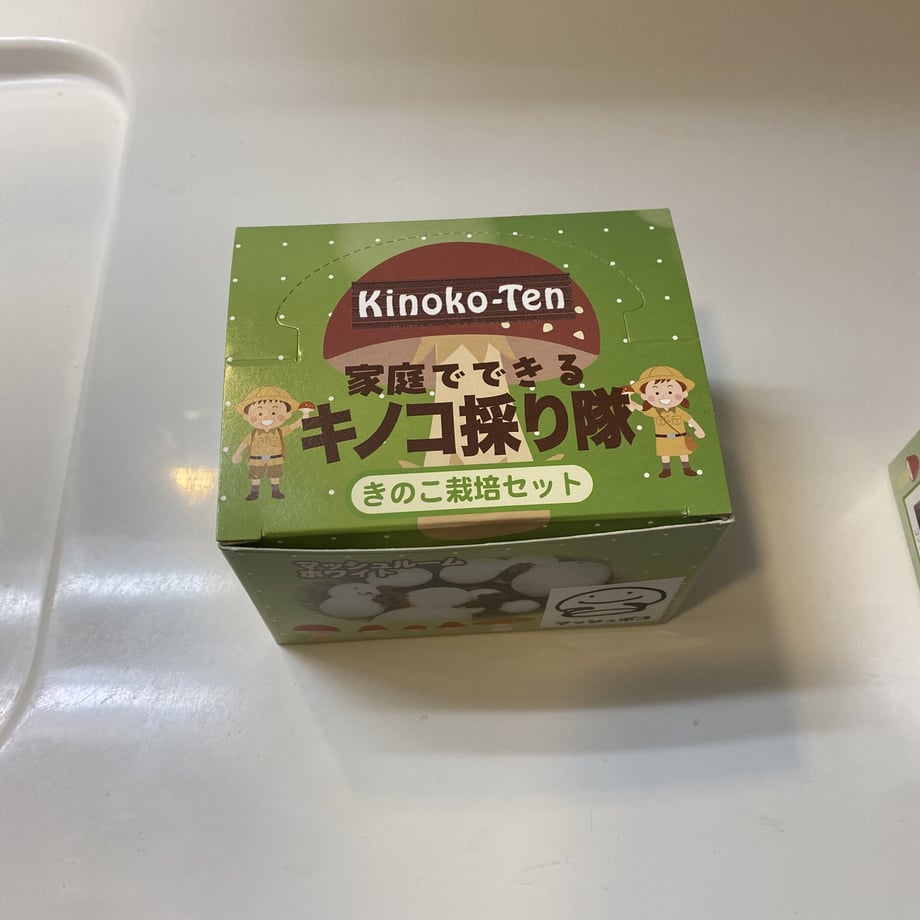 Kinoko-Ten
家庭でできる
キノコ採り隊
きのこ栽培セット
マッシュルーム
ホワイト